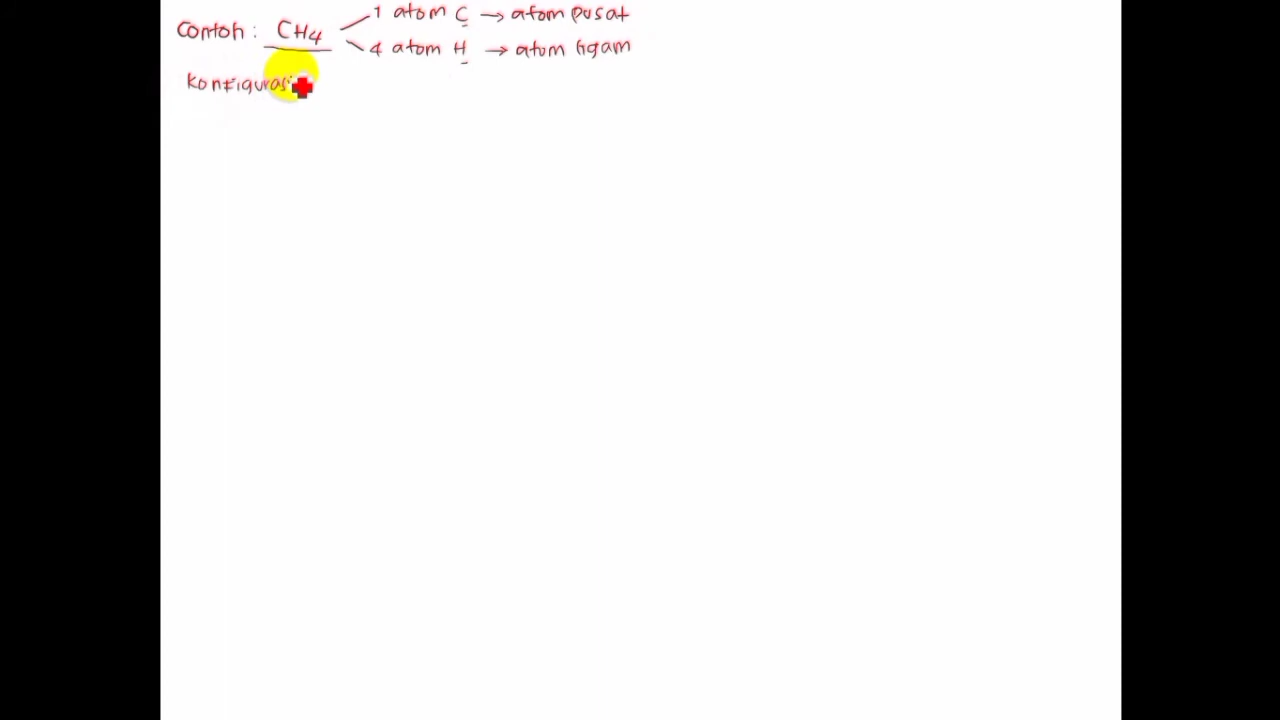 Contoh : CH4
1 atom C → atom pusat
4 atom H → atom ligam
Konfigurasi